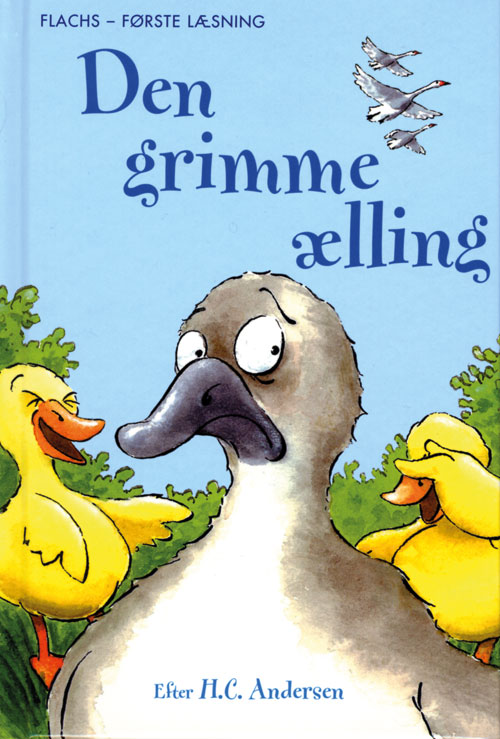 FLACHS – FØRSTE LÆSNING
Den
grimme
ælling
Efter H.C. Andersen